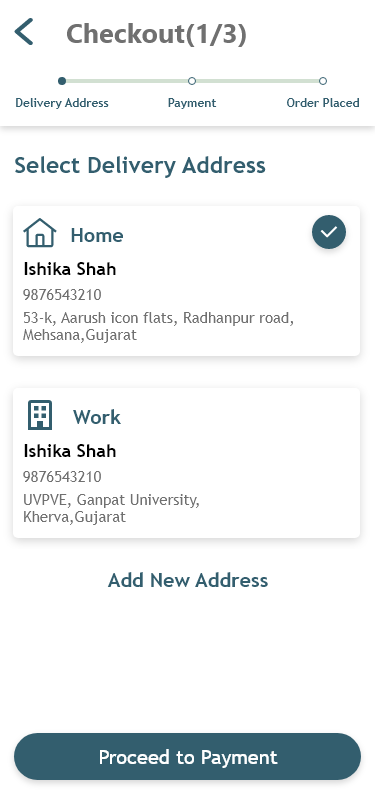 Checkout(1/3)
Delivery Address Payment Order Placed
Select Delivery Address
Home
Ishika Shah
9876543210
53-k, Aarush icon flats, Radhanpur road,
Mehsana,Gujarat
Work
Ishika Shah
9876543210
UVPVE, Ganpat University,
Kherva,Gujarat
Add New Address
Proceed to Payment